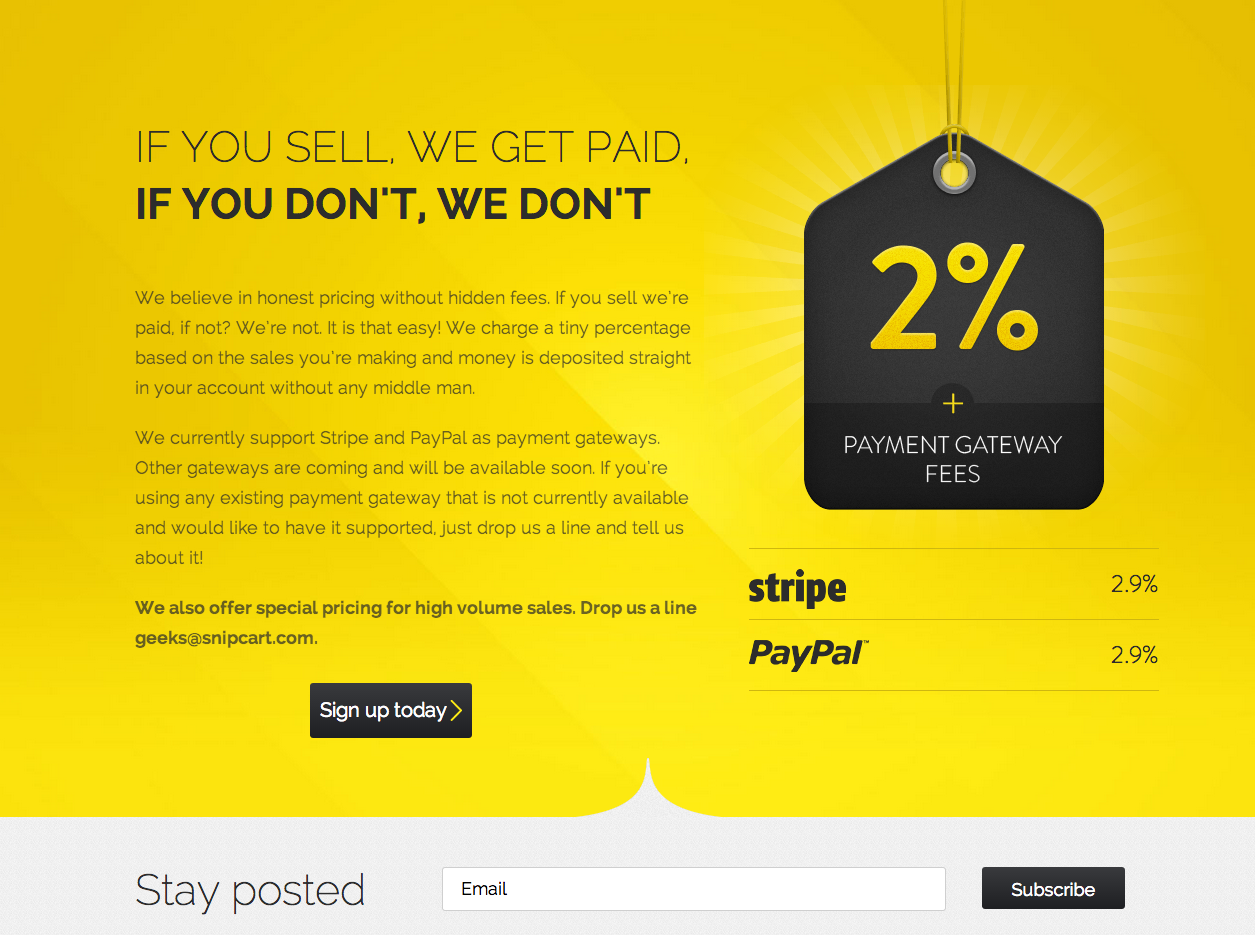 IF YOU SELL, WE GET PAID,
IF YOU DON'T, WE DON'T
We believe in honest pricing without hidden fees. If you sell we're
paid, if not? We're not. It is that easy! We charge a tiny percentage
based on the sales you're making and money is deposited straight
in your account without any middle man.
We currently support Stripe and PayPal as payment gateways.
Other gateways are coming and will be available soon. If you're
using any existing payment gateway that is not currently available
and would like to have it supported, just drop us a line and tell us
about it!
We also offer special pricing for high volume sales. Drop us a line
geeks@snipcart.com.
Sign up today
2%
+
PAYMENT GATEWAY
FEES
stripe 2.9%
PayPal™ 2.9%
Stay posted
Email
Subscribe